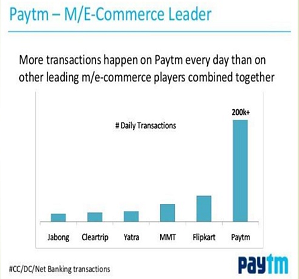 Paytm – M/E-Commerce Leader
More transactions happen on Paytm every day than on
other leading m/e-commerce players combined together
200k+
# Daily Transactions
Jabong Cleartrip Yatra MMT Flipkart Paytm
#CC/DC/Net Banking transactions
paytm